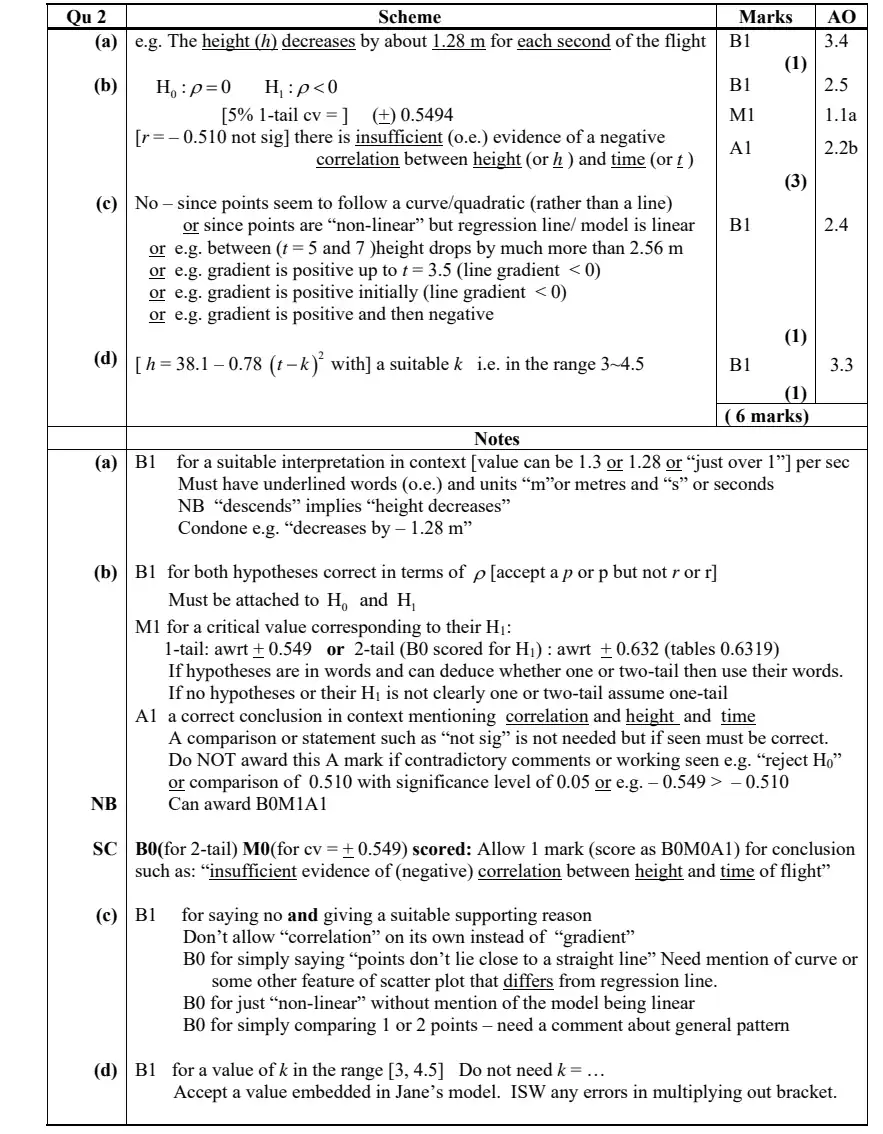 Qu 2 Scheme Marks AO
(a) e.g. The height (h) decreases by about 1.28 m for each second of the flight B1 3.4
(1)
(b) H₀ : ρ = 0 H₁ : ρ < 0 B1 2.5
[5% 1-tail cv = ] (±) 0.5494 M1 1.1a
[r = – 0.510 not sig] there is insufficient (o.e.) evidence of a negative
correlation between height (or h ) and time (or t ) A1 2.2b
(3)
(c) No – since points seem to follow a curve/quadratic (rather than a line)
or since points are “non-linear” but regression line/ model is linear B1 2.4
or e.g. between (t = 5 and 7 )height drops by much more than 2.56 m
or e.g. gradient is positive up to t = 3.5 (line gradient < 0)
or e.g. gradient is positive initially (line gradient < 0)
or e.g. gradient is positive and then negative
(1)
(d) [ h = 38.1 – 0.78 (t – k)² with] a suitable k i.e. in the range 3~4.5 B1 3.3
(1)
( 6 marks)
Notes
(a) B1 for a suitable interpretation in context [value can be 1.3 or 1.28 or “just over 1”] per sec
Must have underlined words (o.e.) and units “m”or metres and “s” or seconds
NB “descends” implies “height decreases”
Condone e.g. “decreases by – 1.28 m”
(b) B1 for both hypotheses correct in terms of ρ [accept a p or p but not r or r]
Must be attached to H₀ and H₁
M1 for a critical value corresponding to their H₁:
1-tail: awrt ± 0.549 or 2-tail (B0 scored for H₁) : awrt ± 0.632 (tables 0.6319)
If hypotheses are in words and can deduce whether one or two-tail then use their words.
If no hypotheses or their H₁ is not clearly one or two-tail assume one-tail
A1 a correct conclusion in context mentioning correlation and height and time
A comparison or statement such as “not sig” is not needed but if seen must be correct.
Do NOT award this A mark if contradictory comments or working seen e.g. “reject H₀”
or comparison of 0.510 with significance level of 0.05 or e.g. – 0.549 > – 0.510
NB Can award B0M1A1
SC B0(for 2-tail) M0(for cv = ± 0.549) scored: Allow 1 mark (score as B0M0A1) for conclusion
such as: “insufficient evidence of (negative) correlation between height and time of flight”
(c) B1 for saying no and giving a suitable supporting reason
Don’t allow “correlation” on its own instead of “gradient”
B0 for simply saying “points don’t lie close to a straight line” Need mention of curve or
some other feature of scatter plot that differs from regression line.
B0 for just “non-linear” without mention of the model being linear
B0 for simply comparing 1 or 2 points – need a comment about general pattern
(d) B1 for a value of k in the range [3, 4.5] Do not need k = …
Accept a value embedded in Jane’s model. ISW any errors in multiplying out bracket.